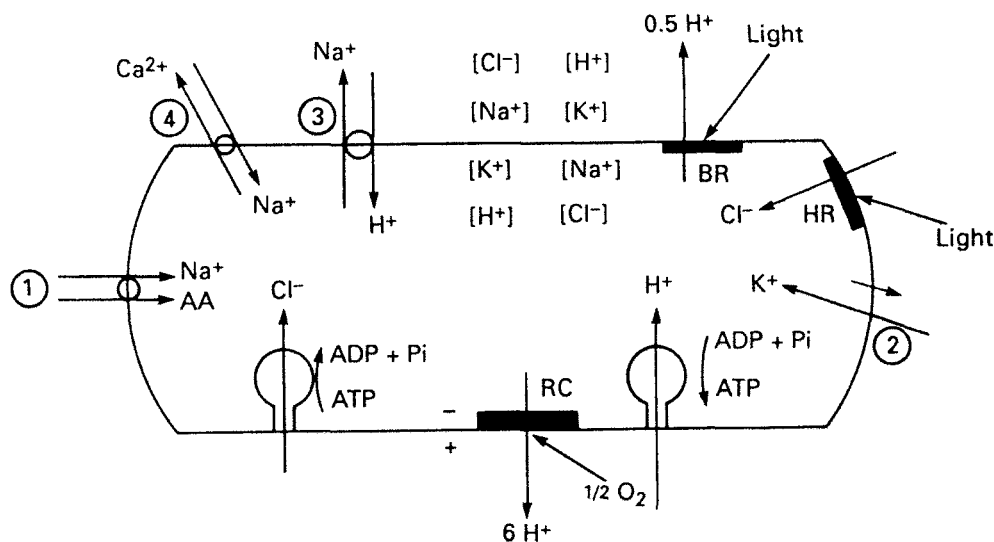 0.5 H⁺
Light
Na⁺
[Cl⁻] [H⁺]
Ca²⁺
③
④
[Na⁺] [K⁺]
[K⁺] [Na⁺]
BR
Na⁺
H⁺
[H⁺] [Cl⁻]
Cl⁻
HR
Light
①
Na⁺
AA
Cl⁻
H⁺
K⁺
②
ADP + Pi
ATP
RC
ADP + Pi
ATP
−
+
1/2 O₂
6 H⁺